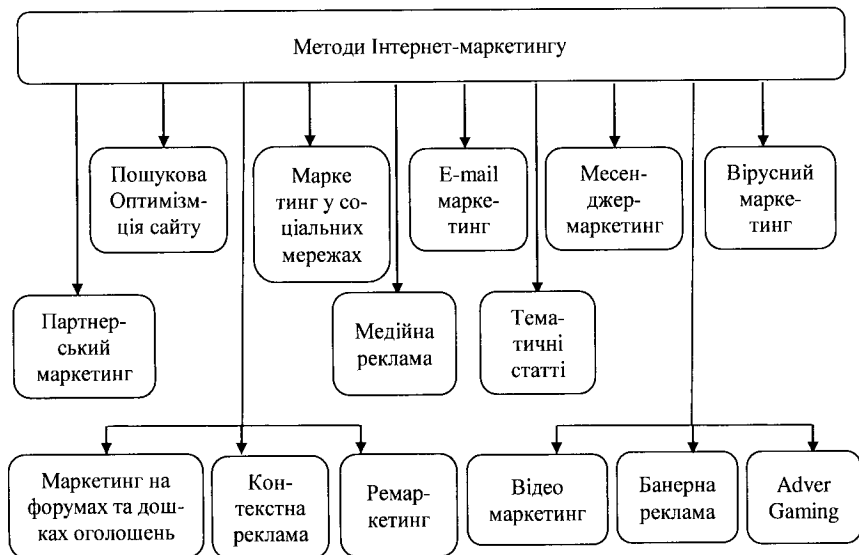 Методи Інтернет-маркетингу
Пошукова
Оптимізм-
ція сайту
Марке
тинг у со-
ціальних
мережах
E-mail
марке-
тинг
Месен-
джер-
маркетинг
Вірусний
марке-
тинг
Партнер-
ський
маркетинг
Медійна
реклама
Тема-
тичні
статті
Маркетинг на
форумах та дош-
ках оголошень
Кон-
текстна
реклама
Ремар-
кетинг
Відео
маркетинг
Банерна
реклама
Adver
Gaming